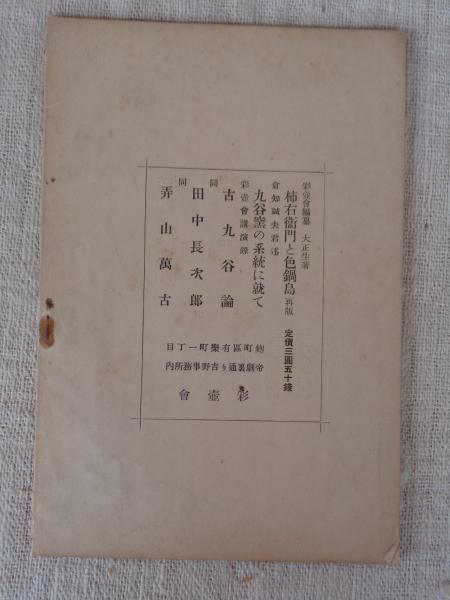 彩壺會編纂 大正生著
柿右衞門と色鍋島 再版 定價三圓五十錢
倉知誠夫君述
九谷窯の系統に就て
彩壺會講演錄
古九谷論
同
田中長次郎
同
弄山萬古
麴町區有樂町一丁目
帝劇裏通り吉野事務所內
彩壺會